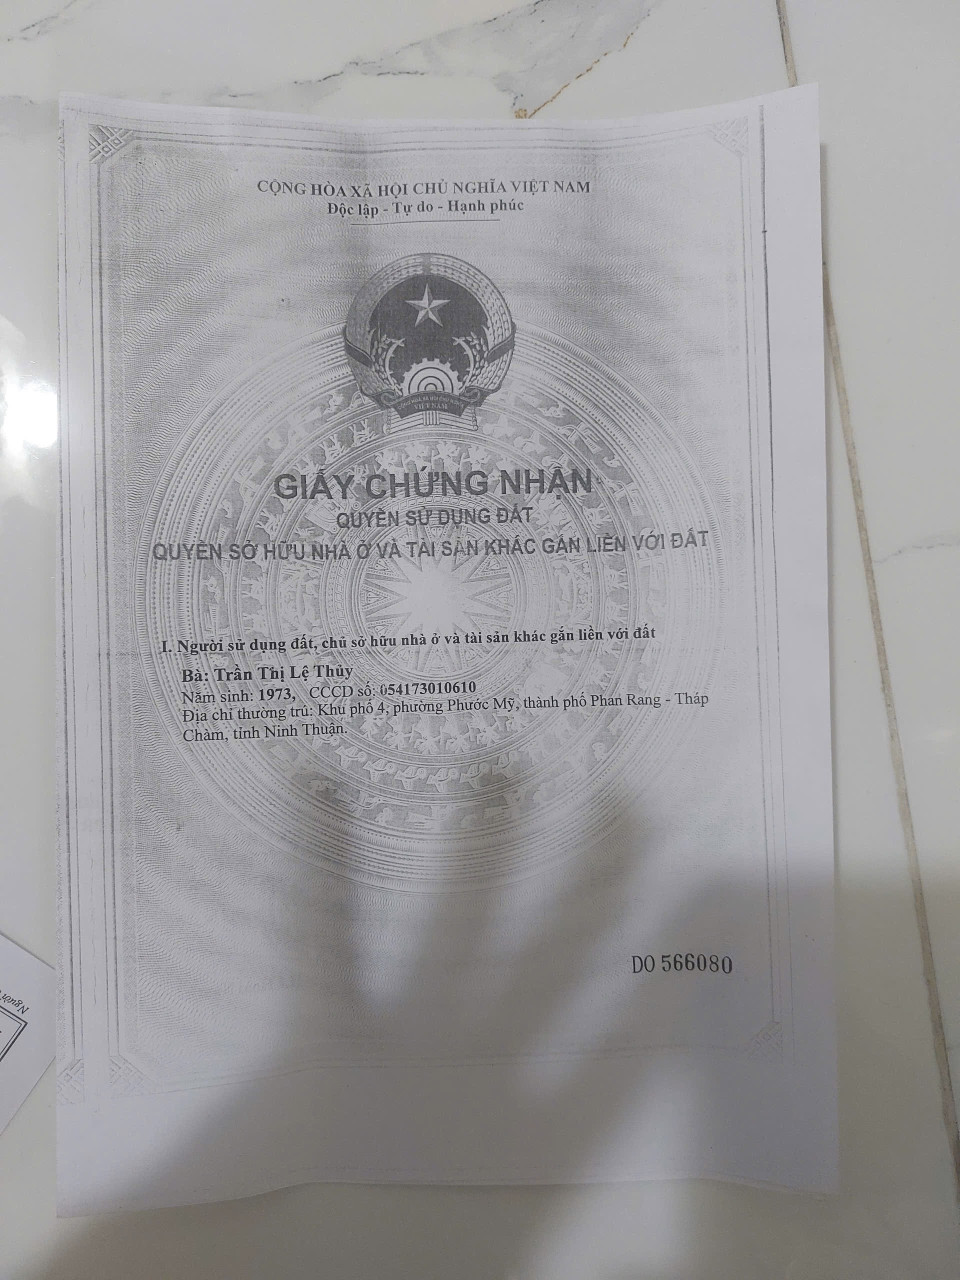 CỘNG HÒA XÃ HỘI CHỦ NGHĨA VIỆT NAM
Độc lập - Tự do - Hạnh phúc
VIỆT NAM
GIẤY CHỨNG NHẬN
QUYỀN SỬ DỤNG ĐẤT
QUYỀN SỞ HỮU NHÀ Ở VÀ TÀI SẢN KHÁC GẮN LIỀN VỚI ĐẤT
I. Người sử dụng đất, chủ sở hữu nhà ở và tài sản khác gắn liền với đất
Bà: Trần Thị Lệ Thủy
Năm sinh: 1973, CCCD số: 054173010610
Địa chỉ thường trú: Khu phố 4, phường Phước Mỹ, thành phố Phan Rang - Tháp
Chàm, tỉnh Ninh Thuận.
DO 566080
Người